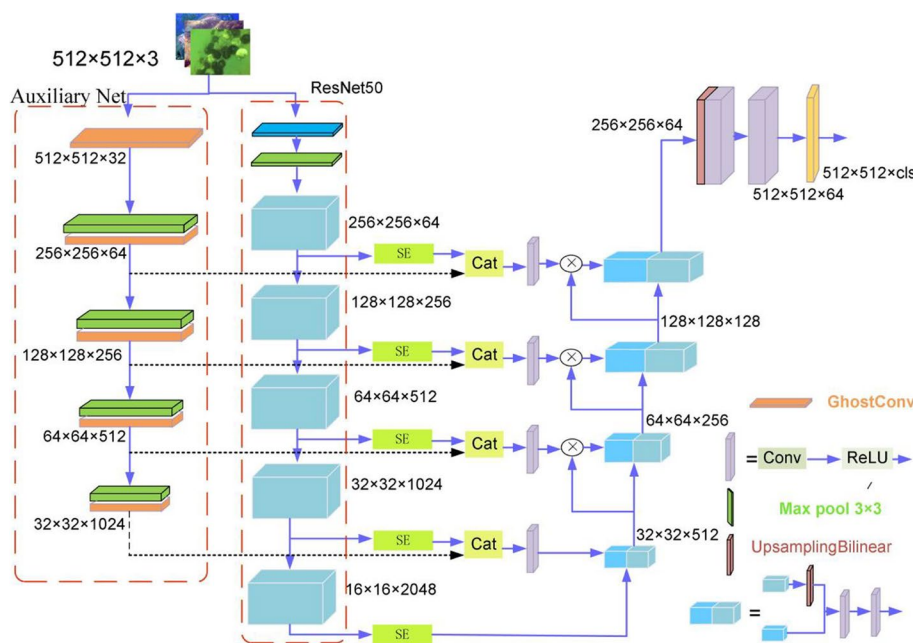 512×512×3
Auxiliary Net
ResNet50
512×512×32
256×256×64
128×128×256
64×64×512
32×32×1024
256×256×64
128×128×256
64×64×512
32×32×1024
16×16×2048
SE
Cat
SE
Cat
SE
Cat
SE
Cat
SE
256×256×64
512×512×64
512×512×cls
128×128×128
64×64×256
32×32×512
GhostConv
= Conv
ReLU
Max pool 3×3
UpsamplingBilinear
=